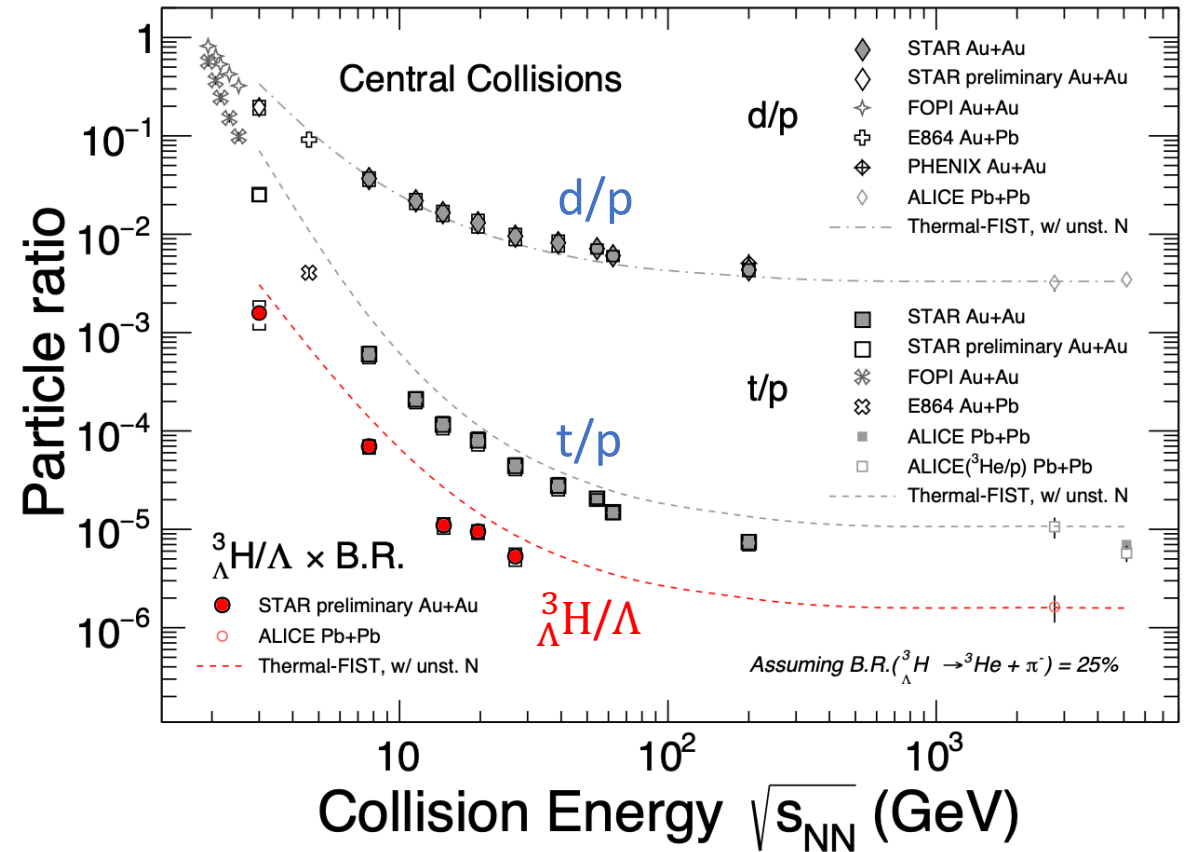 Central Collisions
d/p
STAR Au+Au
STAR preliminary Au+Au
FOPI Au+Au
E864 Au+Pb
PHENIX Au+Au
ALICE Pb+Pb
Thermal-FIST, w/ unst. N
d/p
t/p
STAR Au+Au
STAR preliminary Au+Au
FOPI Au+Au
E864 Au+Pb
ALICE Pb+Pb
ALICE(³He/p) Pb+Pb
Thermal-FIST, w/ unst. N
t/p
³ΛH/Λ × B.R.
STAR preliminary Au+Au
ALICE Pb+Pb
Thermal-FIST, w/ unst. N
³ΛH/Λ
Assuming B.R.(³ΛH →³He + π⁻) = 25%
1
10⁻¹
10⁻²
10⁻³
10⁻⁴
10⁻⁵
10⁻⁶
Particle ratio
10
10²
10³
Collision Energy √sNN (GeV)